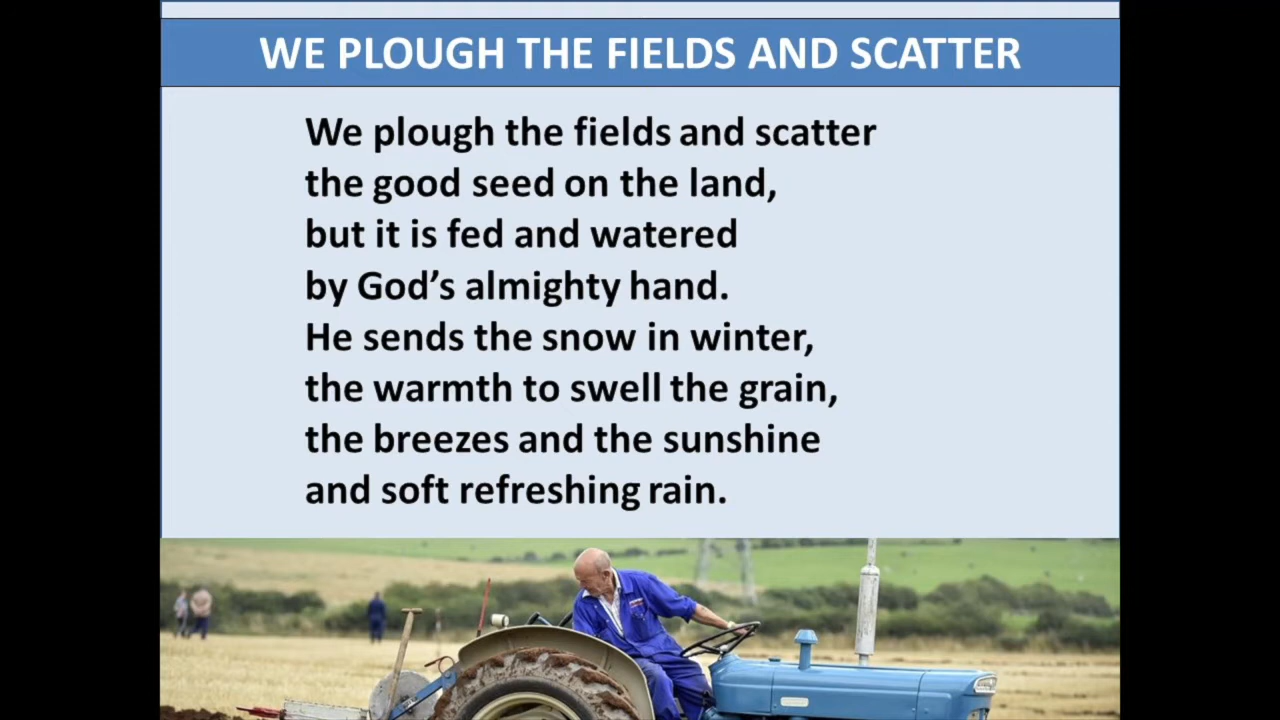 WE PLOUGH THE FIELDS AND SCATTER
We plough the fields and scatter
the good seed on the land,
but it is fed and watered
by God’s almighty hand.
He sends the snow in winter,
the warmth to swell the grain,
the breezes and the sunshine
and soft refreshing rain.